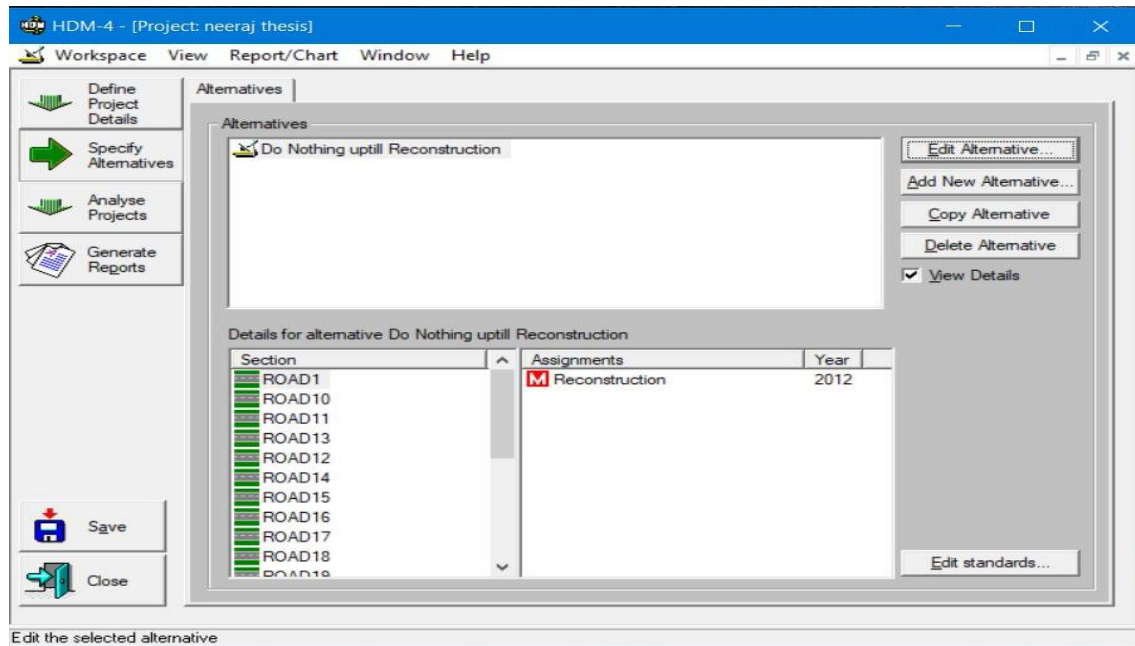 HDM-4 - [Project: neeraj thesis]
Workspace View Report/Chart Window Help
Define Project Details
Specify Alternatives
Analyse Projects
Generate Reports
Save
Close
Alternatives
Alternatives
Do Nothing uptill Reconstruction
Edit Alternative...
Add New Alternative...
Copy Alternative
Delete Alternative
View Details
Details for alternative Do Nothing uptill Reconstruction
Section
ROAD1
ROAD10
ROAD11
ROAD13
ROAD12
ROAD14
ROAD15
ROAD16
ROAD17
ROAD18
ROAD19
Assignments Year
M Reconstruction 2012
Edit standards...
Edit the selected alternative